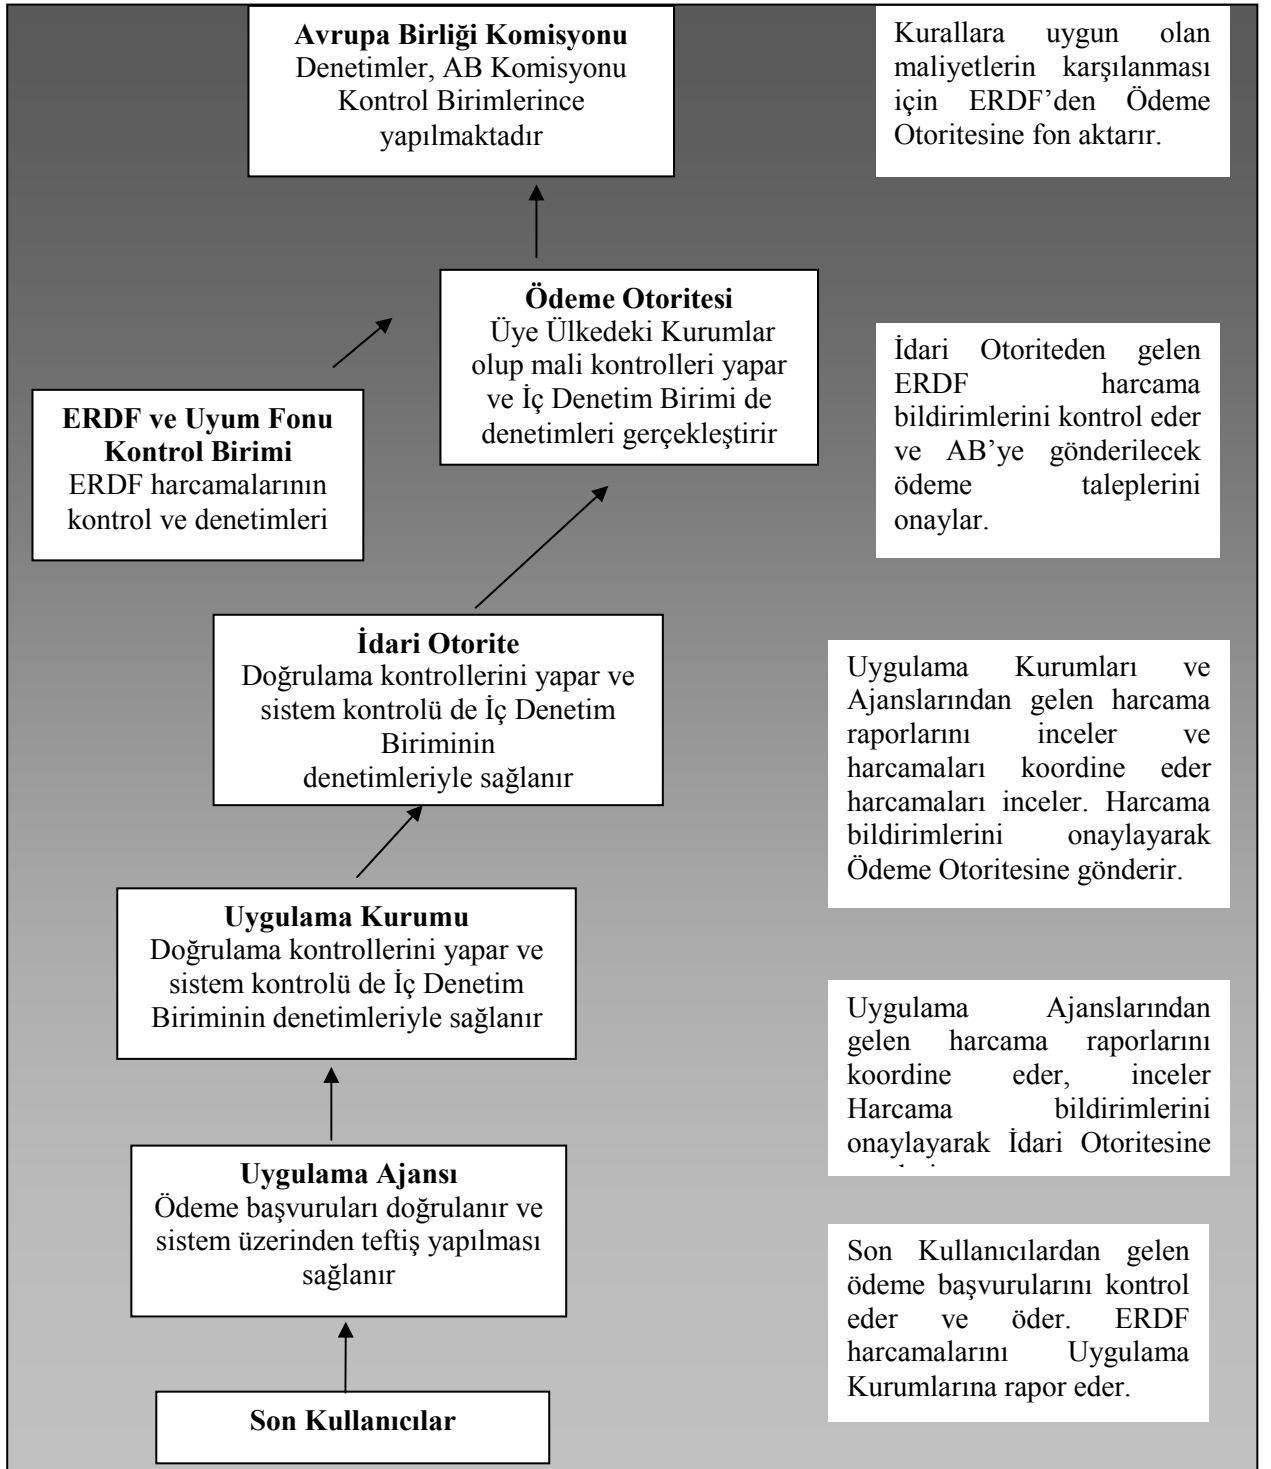 Avrupa Birliği Komisyonu
Denetimler, AB Komisyonu
Kontrol Birimlerince
yapılmaktadır
Kurallara uygun olan
maliyetlerin karşılanması
için ERDF’den Ödeme
Otoritesine fon aktarır.
Ödeme Otoritesi
Üye Ülkedeki Kurumlar
olup mali kontrolleri yapar
ve İç Denetim Birimi de
denetimleri gerçekleştirir
İdari Otoriteden gelen
ERDF harcama
bildirimlerini kontrol eder
ve AB’ye gönderilecek
ödeme taleplerini
onaylar.
ERDF ve Uyum Fonu
Kontrol Birimi
ERDF harcamalarının
kontrol ve denetimleri
İdari Otorite
Doğrulama kontrollerini yapar ve
sistem kontrolü de İç Denetim
Biriminin
denetimleriyle sağlanır
Uygulama Kurumları ve
Ajanslarından gelen harcama
raporlarını inceler ve
harcamaları koordine eder
harcamaları inceler. Harcama
bildirimlerini onaylayarak
Ödeme Otoritesine gönderir.
Uygulama Kurumu
Doğrulama kontrollerini yapar ve
sistem kontrolü de İç Denetim
Biriminin denetimleriyle sağlanır
Uygulama Ajanslarından
gelen harcama raporlarını
koordine eder, inceler
Harcama bildirimlerini
onaylayarak İdari Otoritesine
Uygulama Ajansı
Ödeme başvuruları doğrulanır ve
sistem üzerinden teftiş yapılması
sağlanır
Son Kullanıcılardan gelen
ödeme başvurularını kontrol
eder ve öder. ERDF
harcamalarını Uygulama
Kurumlarına rapor eder.
Son Kullanıcılar